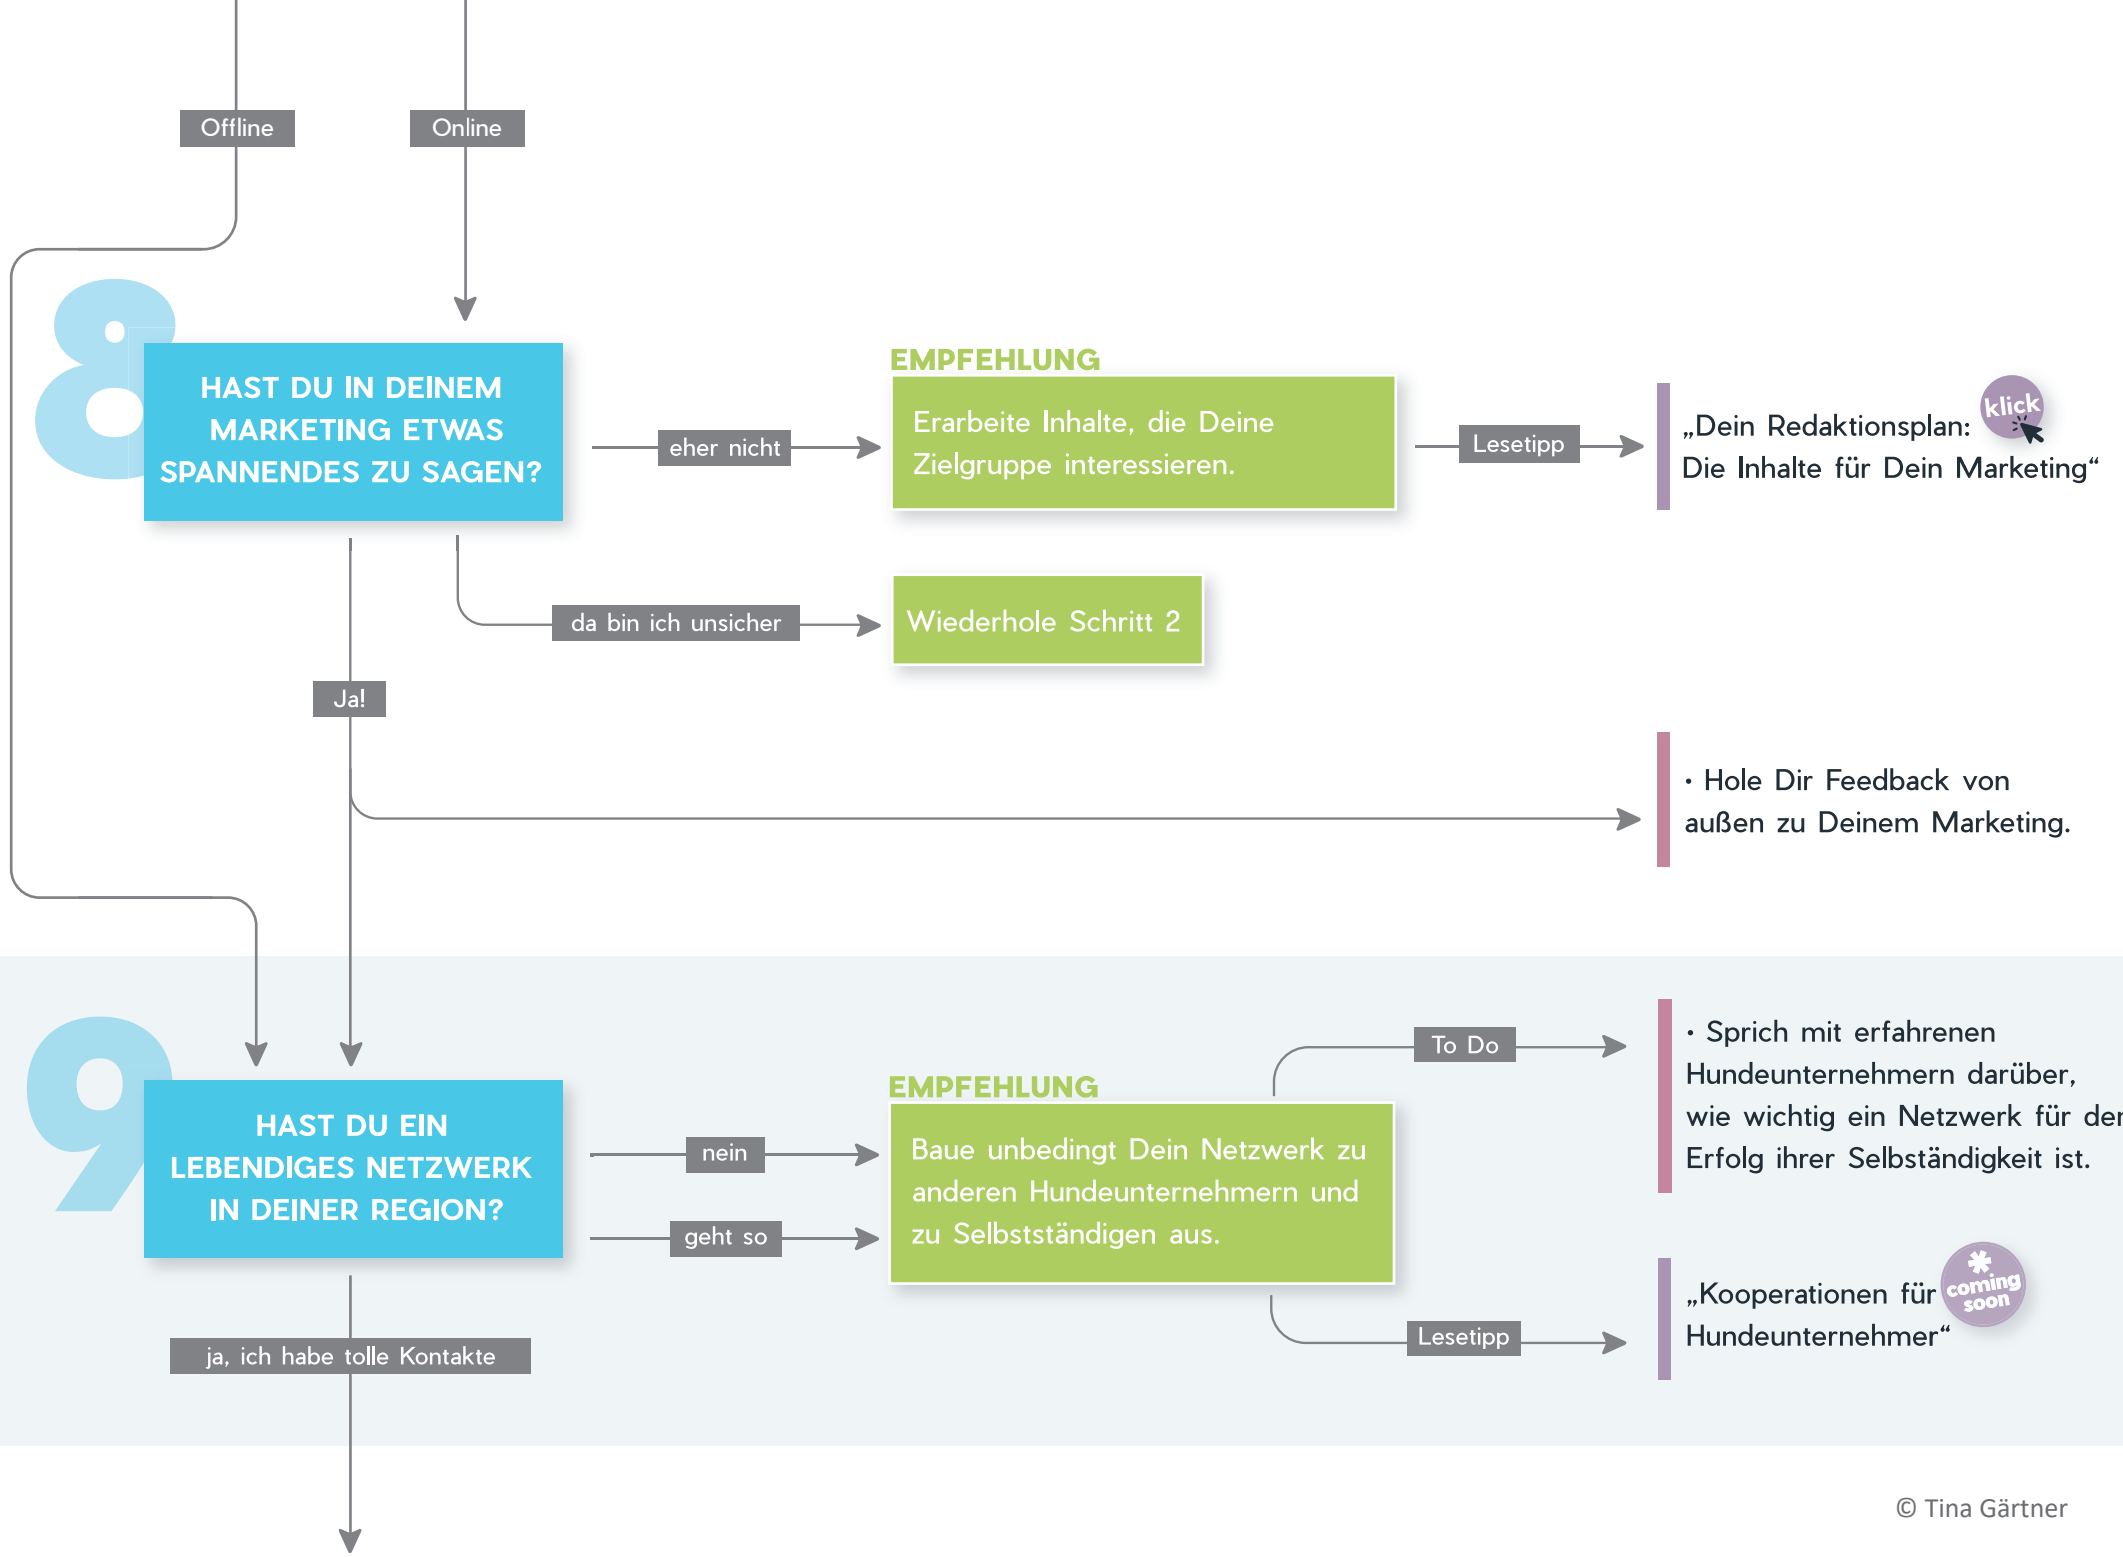 Offline
Online
8
HAST DU IN DEINEM
MARKETING ETWAS
SPANNENDES ZU SAGEN?
eher nicht
EMPFEHLUNG
Erarbeite Inhalte, die Deine
Zielgruppe interessieren.
Lesetipp
„Dein Redaktionsplan:
Die Inhalte für Dein Marketing“
klick
da bin ich unsicher
Wiederhole Schritt 2
Ja!
• Hole Dir Feedback von
außen zu Deinem Marketing.
9
HAST DU EIN
LEBENDIGES NETZWERK
IN DEINER REGION?
nein
geht so
EMPFEHLUNG
Baue unbedingt Dein Netzwerk zu
anderen Hundeunternehmern und
zu Selbstständigen aus.
To Do
• Sprich mit erfahrenen
Hundeunternehmern darüber,
wie wichtig ein Netzwerk für
Erfolg ihrer Selbständigkeit ist.
Lesetipp
„Kooperationen für
Hundeunternehmer“
* coming
soon
ja, ich habe tolle Kontakte
© Tina Gärtner